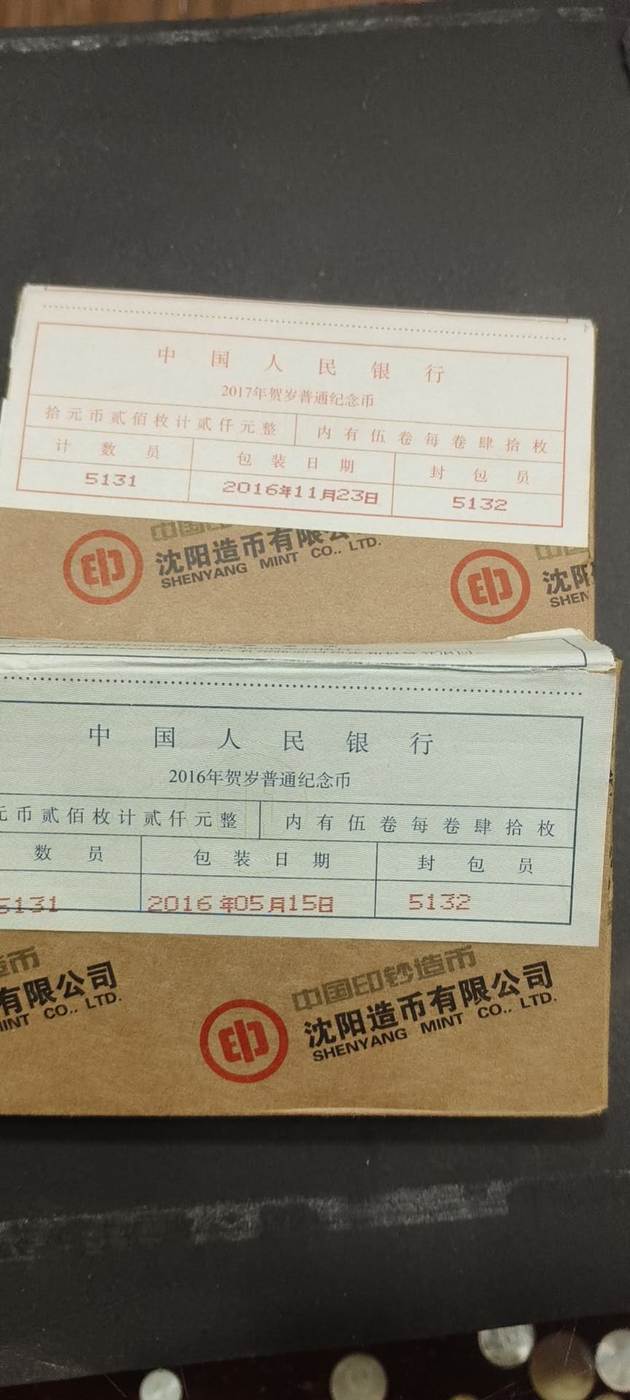 中国人民银行
2017年贺岁普通纪念币
拾元币贰佰枚计贰仟元整 内有伍卷每卷肆拾枚
计数员 包装日期 封包员
5131 2016年11月23日 5132
中国印
沈阳造币有限公 沈阳
SHENYANG MINT CO.. LTD. SHEN
中国人民银行
2016年贺岁普通纪念币
元币贰佰枚计贰仟元整 内有伍卷每卷肆拾枚
数员 包装日期 封包员
5131 2016年05月15日 5132
造币 中国印钞造币
有限公司 沈阳造币有限公司
MINT CO.. LTD. SHENYANG MINT CO.. LTD.